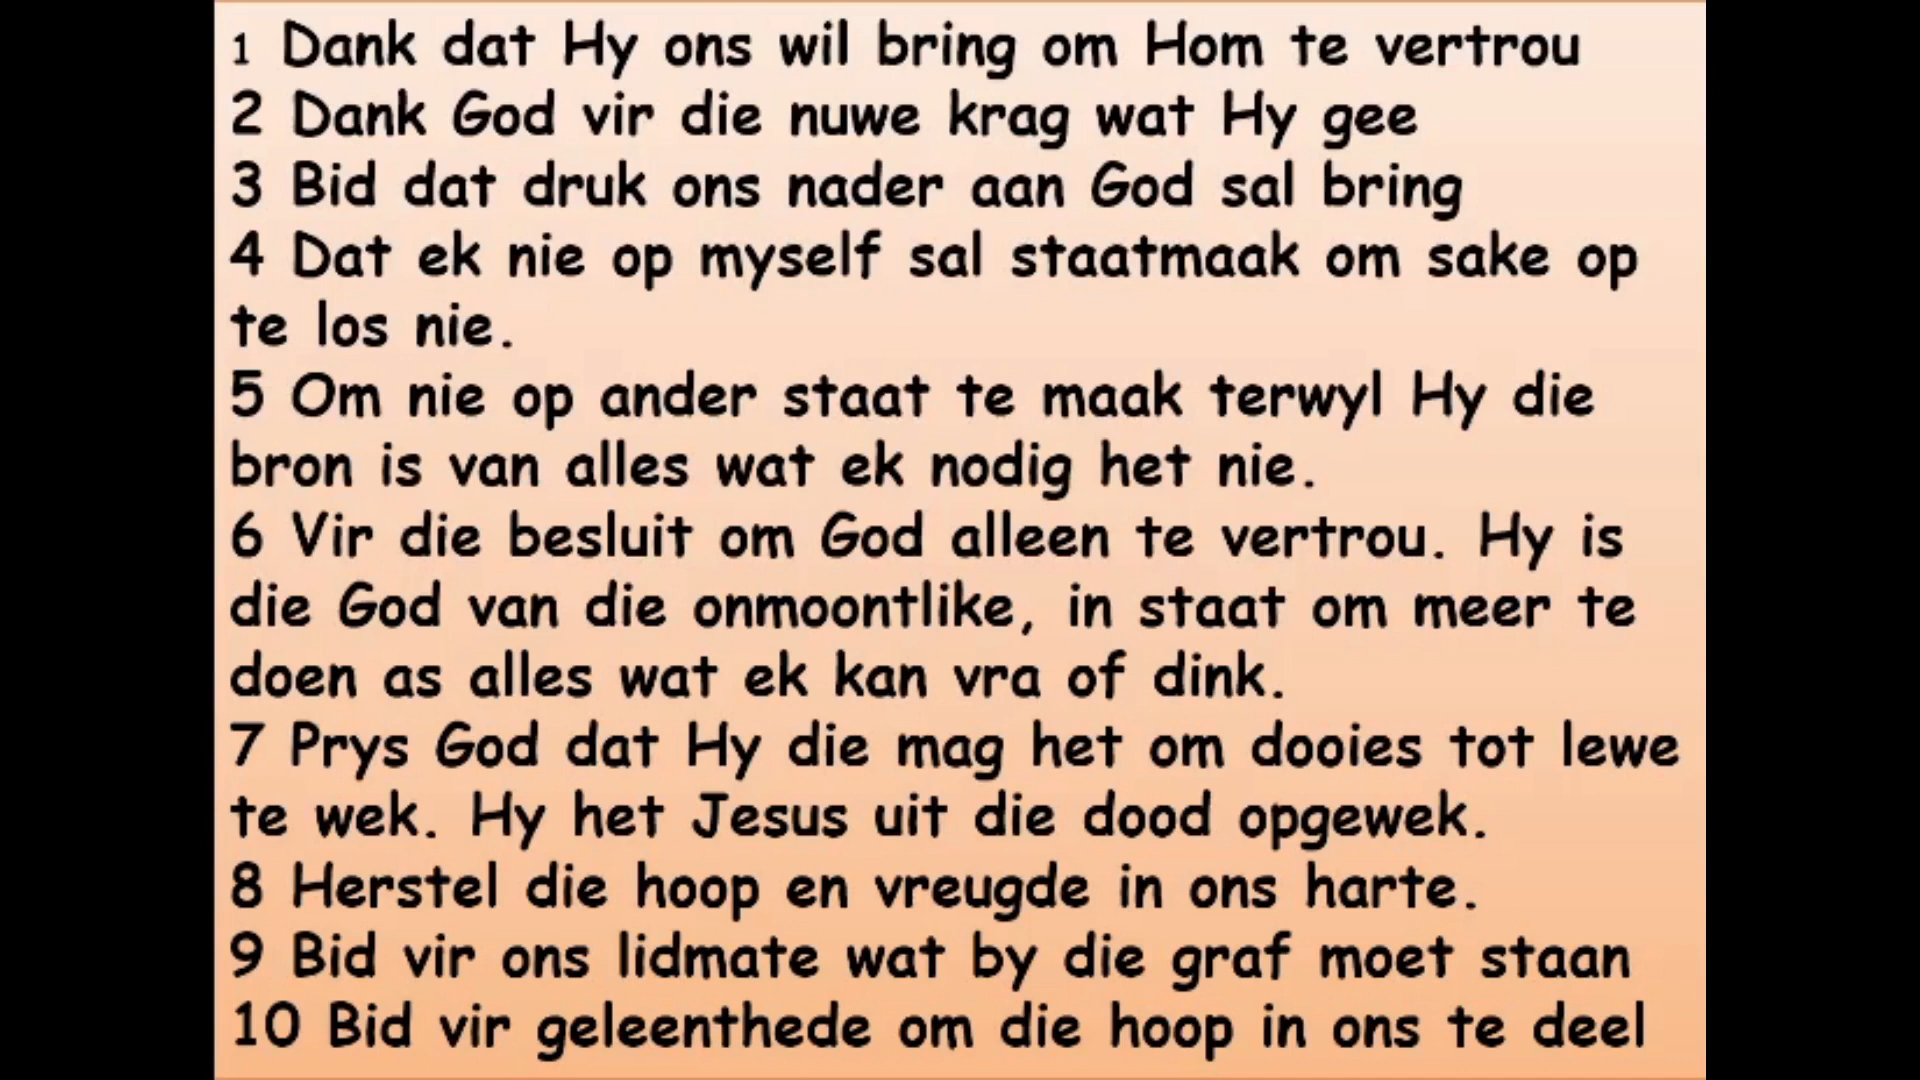 1 Dank dat Hy ons wil bring om Hom te vertrou
2 Dank God vir die nuwe krag wat Hy gee
3 Bid dat druk ons nader aan God sal bring
4 Dat ek nie op myself sal staatmaak om sake op
te los nie.
5 Om nie op ander staat te maak terwyl Hy die
bron is van alles wat ek nodig het nie.
6 Vir die besluit om God alleen te vertrou. Hy is
die God van die onmoontlike, in staat om meer te
doen as alles wat ek kan vra of dink.
7 Prys God dat Hy die mag het om dooies tot lewe
te wek. Hy het Jesus uit die dood opgewek.
8 Herstel die hoop en vreugde in ons harte.
9 Bid vir ons lidmate wat by die graf moet staan
10 Bid vir geleenthede om die hoop in ons te deel